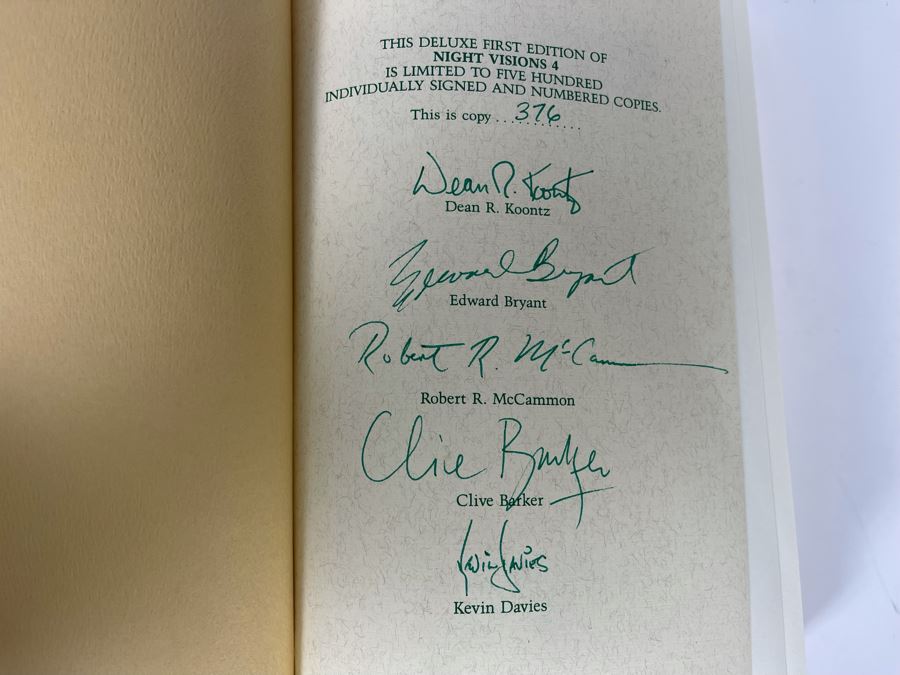 THIS DELUXE FIRST EDITION OF
NIGHT VISIONS 4
IS LIMITED TO FIVE HUNDRED
INDIVIDUALLY SIGNED AND NUMBERED COPIES.
This is copy ...376.........
Dean R. Koontz
Dean R. Koontz
Edward Bryant
Edward Bryant
Robert R. McCammon
Robert R. McCammon
Clive Barker
Clive Barker
Kevin Davies
Kevin Davies